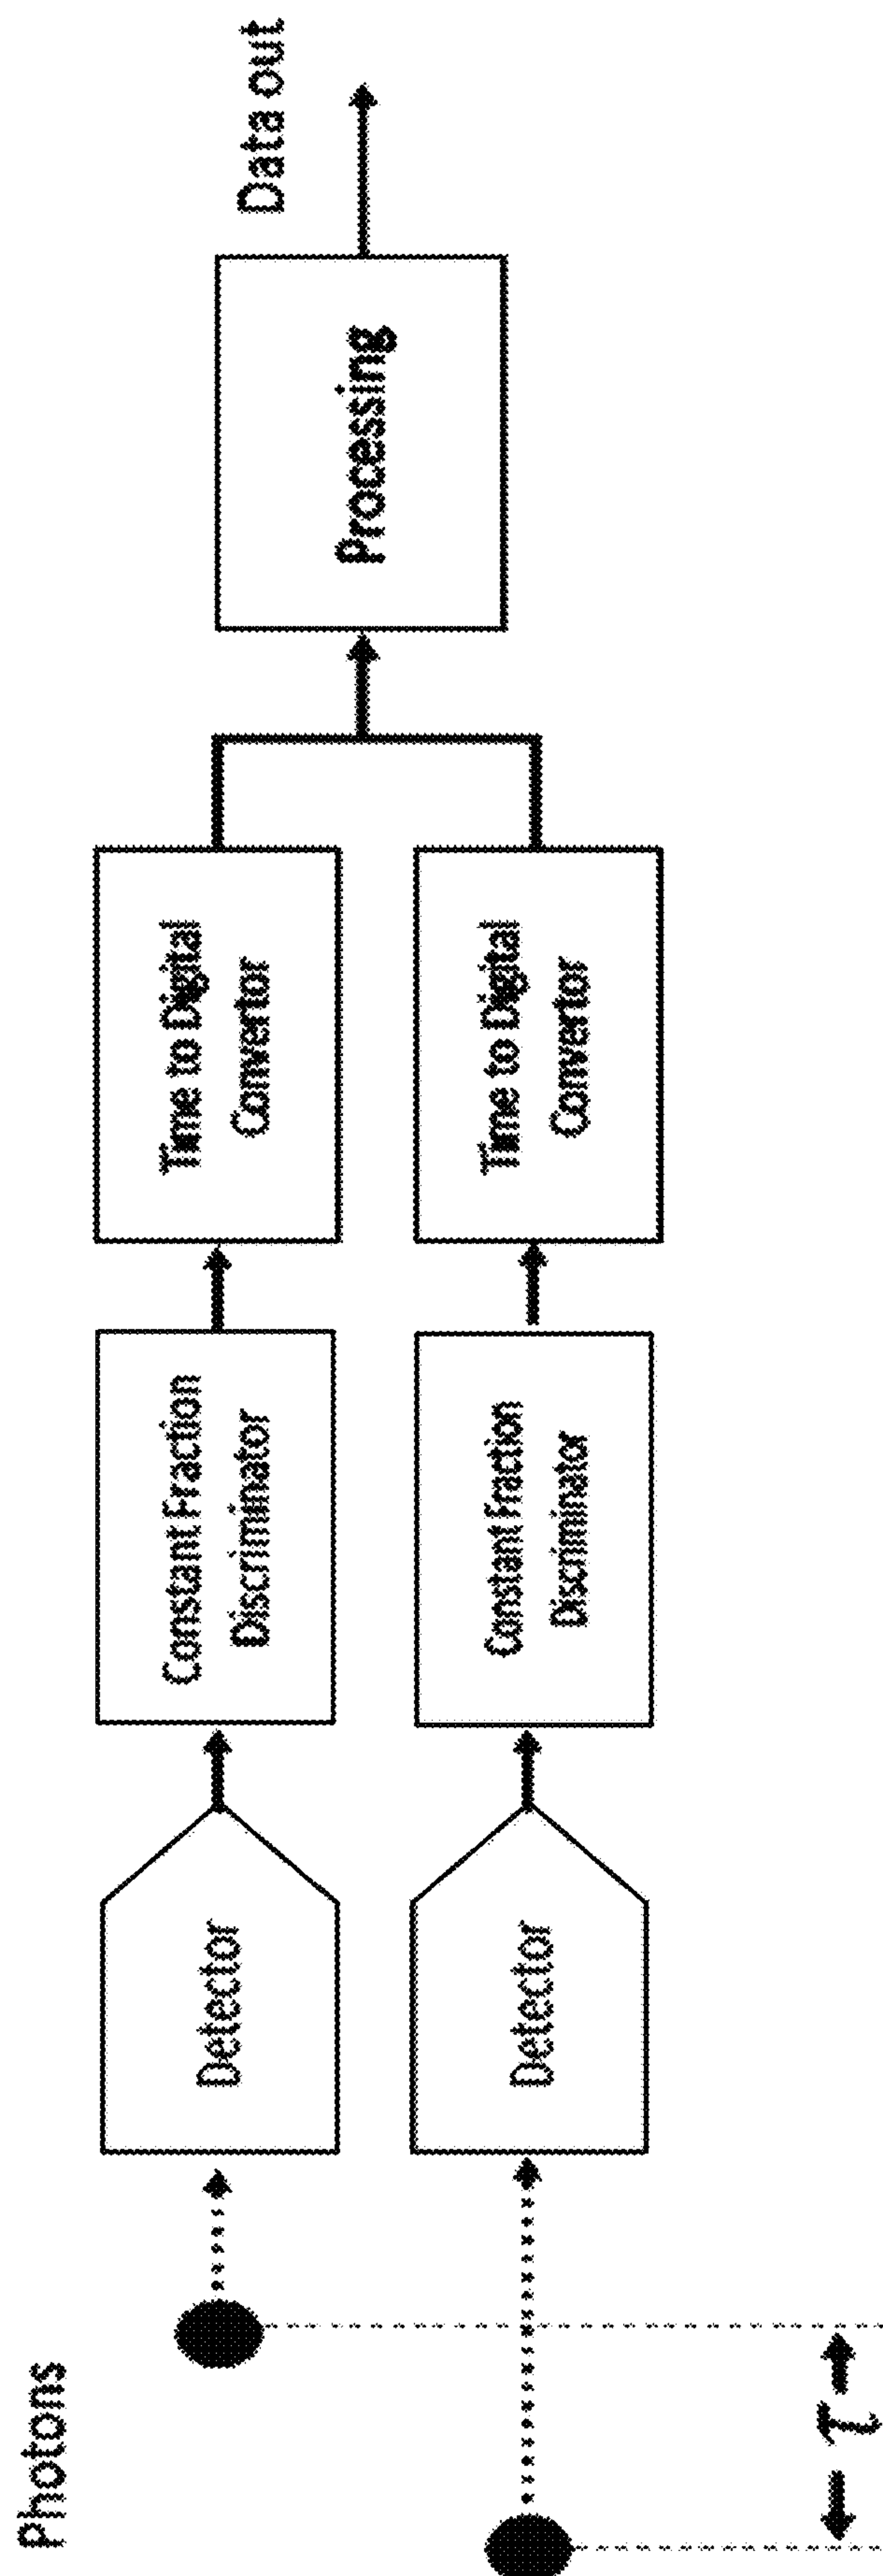 Photons
Detector
Constant Fraction
Discriminator
Time to Digital
Convertor
Detector
Constant Fraction
Discriminator
Time to Digital
Convertor
Processing
Data out
τ